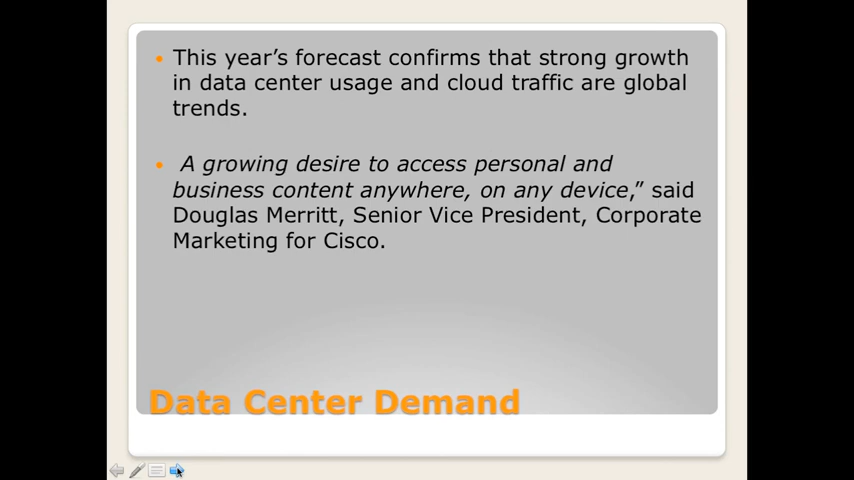 This year’s forecast confirms that strong growth
in data center usage and cloud traffic are global
trends.
A growing desire to access personal and
business content anywhere, on any device,” said
Douglas Merritt, Senior Vice President, Corporate
Marketing for Cisco.
Data Center Demand